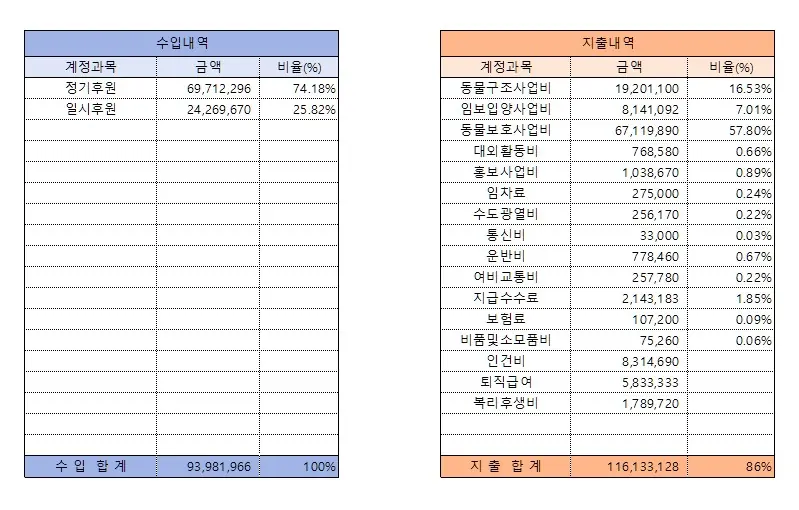 수입내역
계정과목 금액 비율(%)
정기후원 69,712,296 74.18%
일시후원 24,269,670 25.82%
수 입 합 계 93,981,966 100%
지출내역
계정과목 금액 비율(%)
동물구조사업비 19,201,100 16.53%
임보입양사업비 8,141,092 7.01%
동물보호사업비 67,119,890 57.80%
대외활동비 768,580 0.66%
홍보사업비 1,038,670 0.89%
임차료 275,000 0.24%
수도광열비 256,170 0.22%
통신비 33,000 0.03%
운반비 778,460 0.67%
여비교통비 257,780 0.22%
지급수수료 2,143,183 1.85%
보험료 107,200 0.09%
비품및소모품비 75,260 0.06%
인건비 8,314,690
퇴직급여 5,833,333
복리후생비 1,789,720
지 출 합 계 116,133,128 86%